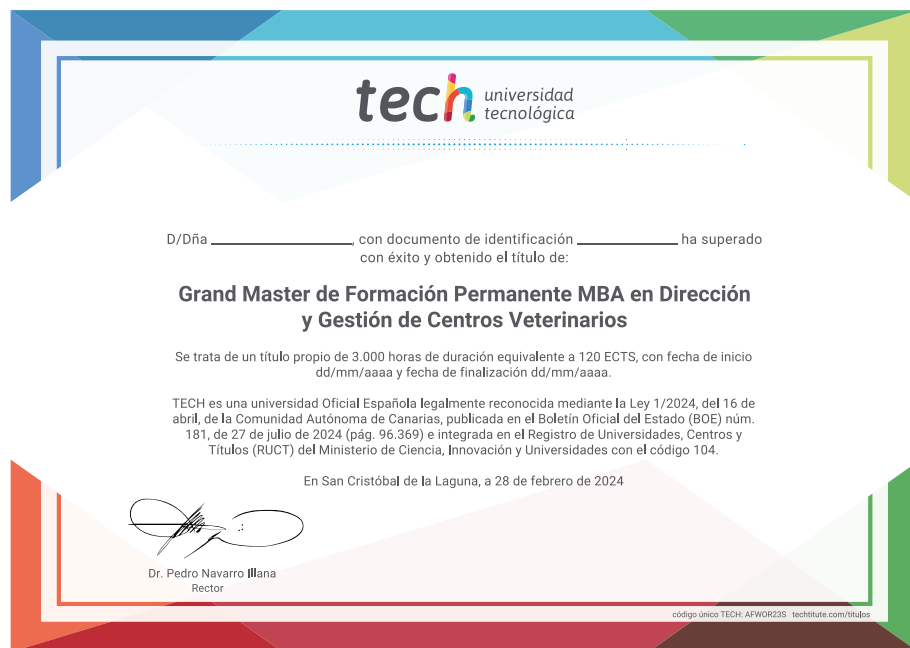 tech universidad
tecnológica
D/Dña ____________________, con documento de identificación ______________ ha superado
con éxito y obtenido el título de:
Grand Master de Formación Permanente MBA en Dirección
y Gestión de Centros Veterinarios
Se trata de un título propio de 3.000 horas de duración equivalente a 120 ECTS, con fecha de inicio
dd/mm/aaaa y fecha de finalización dd/mm/aaaa.
TECH es una universidad Oficial Española legalmente reconocida mediante la Ley 1/2024, del 16 de
abril, de la Comunidad Autónoma de Canarias, publicada en el Boletín Oficial del Estado (BOE) núm.
181, de 27 de julio de 2024 (pág. 96.369) e integrada en el Registro de Universidades, Centros y
Títulos (RUCT) del Ministerio de Ciencia, Innovación y Universidades con el código 104.
En San Cristóbal de la Laguna, a 28 de febrero de 2024
Dr. Pedro Navarro Illana
Rector
código único TECH: AFWOR23S techtitute.com/titulos